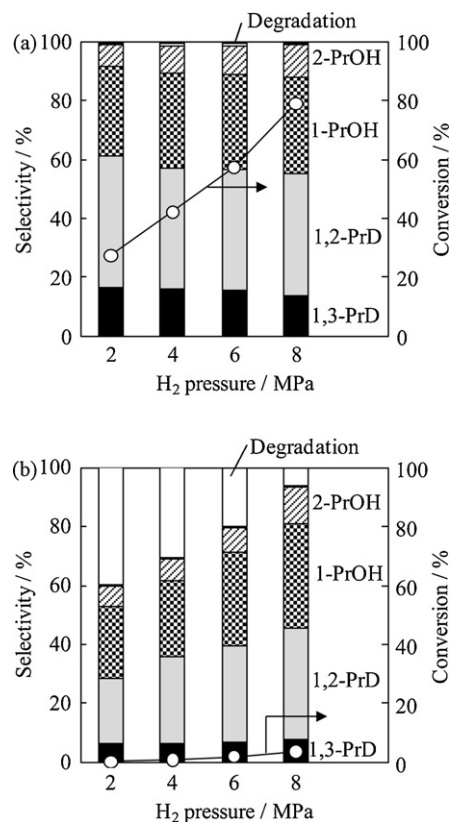 Degradation
(a)
100
80
60
40
20
0
Selectivity / %
2-PrOH
1-PrOH
1,2-PrD
1,3-PrD
100
80
60
40
20
0
Conversion / %
2 4 6 8
H₂ pressure / MPa
Degradation
(b)
100
80
60
40
20
0
Selectivity / %
2-PrOH
1-PrOH
1,2-PrD
1,3-PrD
100
80
60
40
20
0
Conversion / %
2 4 6 8
H₂ pressure / MPa